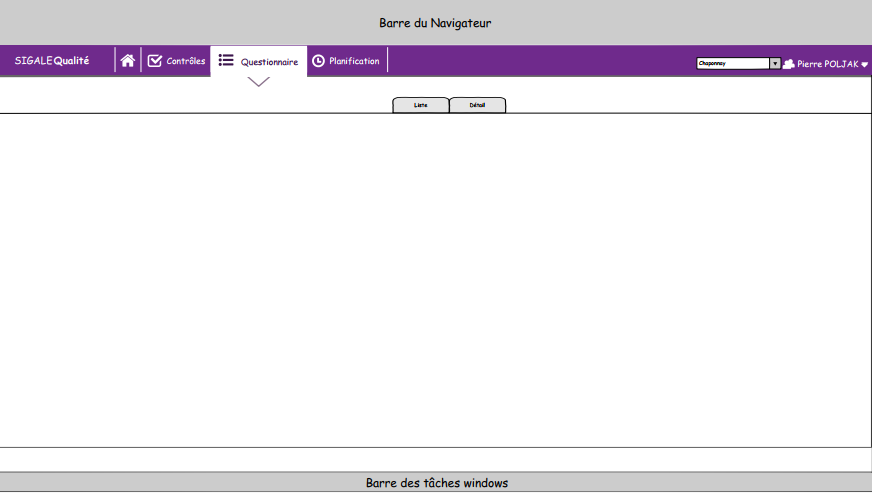 Barre du Navigateur
SIGALE Qualité
Contrôles
Questionnaire
Planification
Chaponnay
Pierre POLJAK
Liste
Détail
Barre des tâches windows